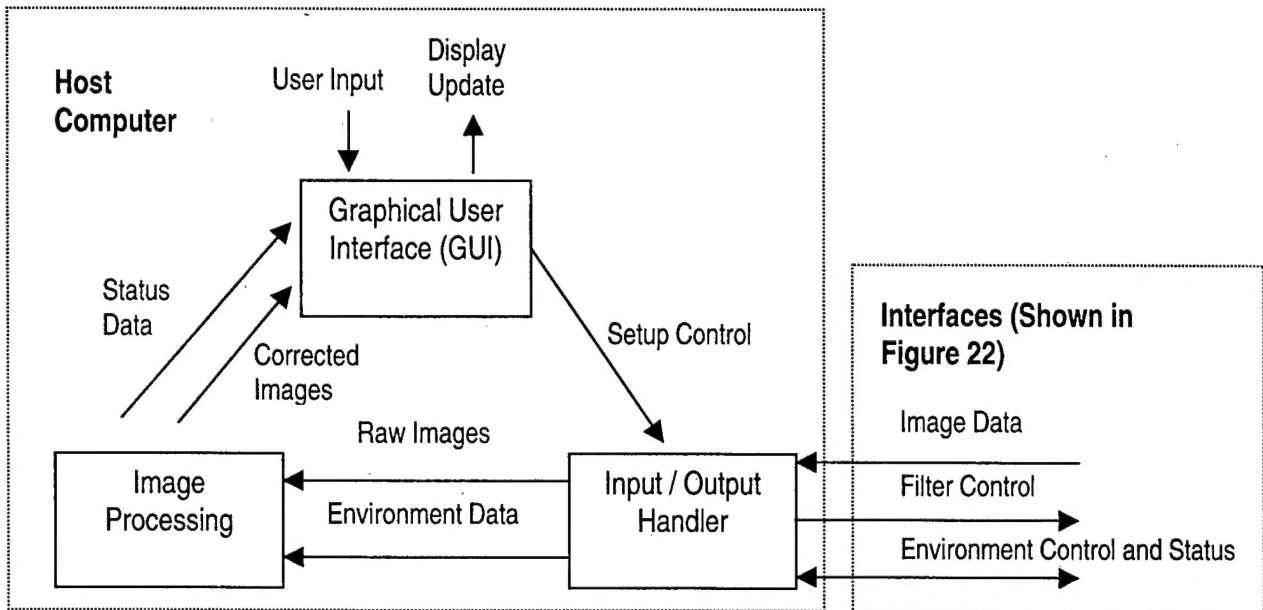 Host
Computer
User Input
Display
Update
Graphical User
Interface (GUI)
Status
Data
Corrected
Images
Setup Control
Raw Images
Environment Data
Image
Processing
Input / Output
Handler
Interfaces (Shown in
Figure 22)
Image Data
Filter Control
Environment Control and Status